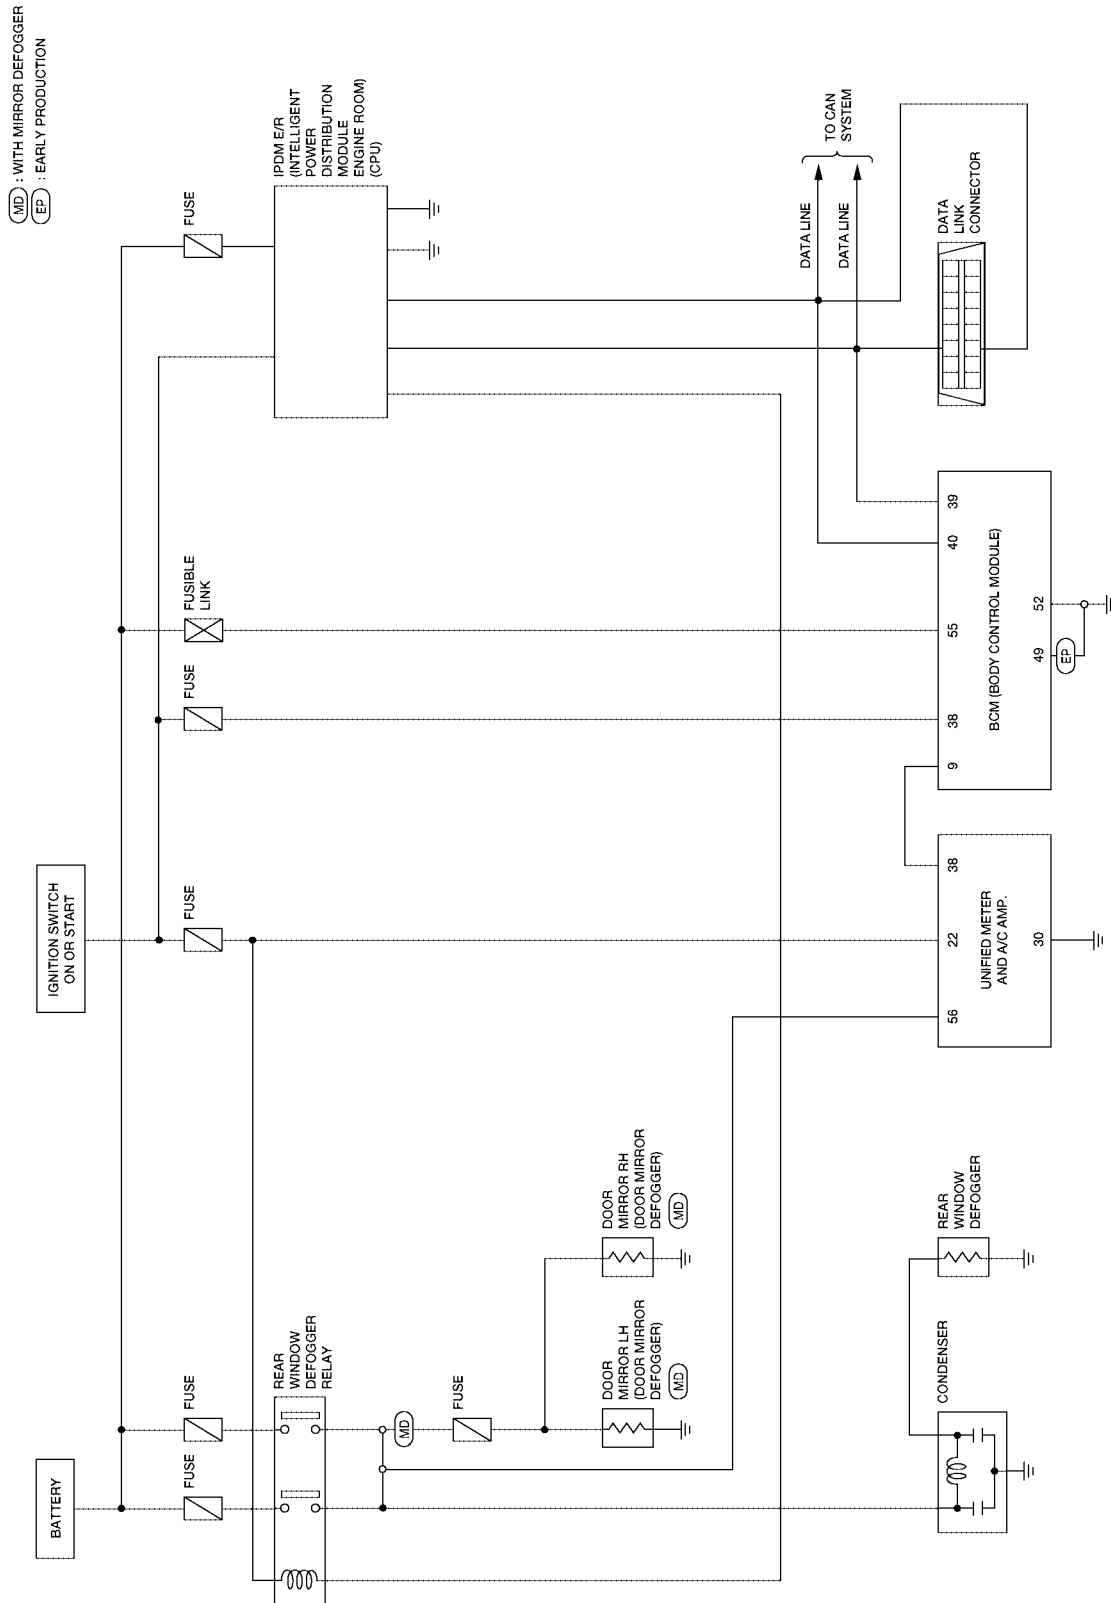 MD : WITH MIRROR DEFOGGER
EP : EARLY PRODUCTION
BATTERY
IGNITION SWITCH
ON OR START
FUSE
FUSE
FUSE
FUSE
FUSIBLE
LINK
FUSE
REAR
WINDOW
DEFOGGER
RELAY
IPDM E/R
(INTELLIGENT
POWER
DISTRIBUTION
MODULE
ENGINE ROOM)
(CPU)
MD
FUSE
DOOR
MIRROR LH
(DOOR MIRROR
DEFOGGER)
MD
DOOR
MIRROR RH
(DOOR MIRROR
DEFOGGER)
MD
DATA LINE
DATA LINE
TO CAN
SYSTEM
CONDENSER
REAR
WINDOW
DEFOGGER
56
22
38
UNIFIED METER
AND A/C AMP.
30
9
38
55
40
39
BCM (BODY CONTROL MODULE)
49
52
EP
DATA
LINK
CONNECTOR